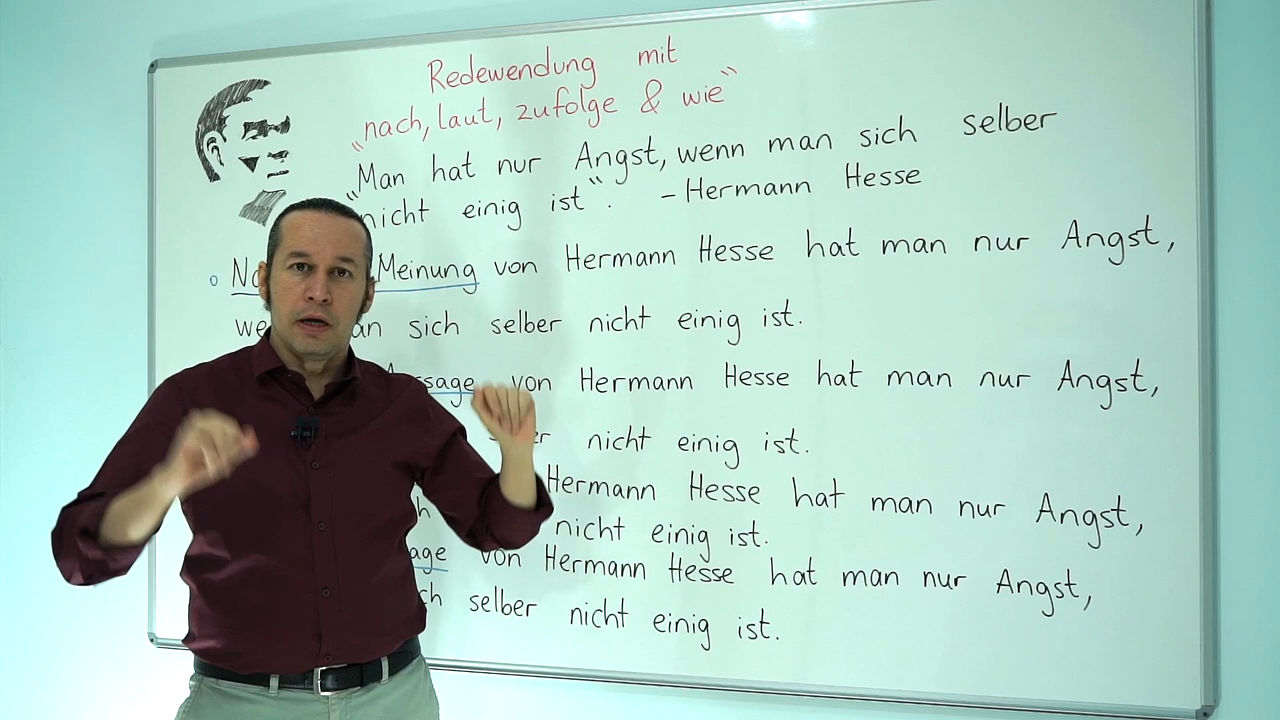 Redewendung mit
"nach, laut, zufolge & wie"
"Man hat nur Angst, wenn man sich selber
nicht einig ist". - Hermann Hesse
Meinung von Hermann Hesse hat man nur Angst,
sich selber nicht einig ist.
von Hermann Hesse hat man nur Angst,
nicht einig ist.
Hermann Hesse hat man nur Angst,
nicht einig ist.
von Hermann Hesse hat man nur Angst,
selber nicht einig ist.